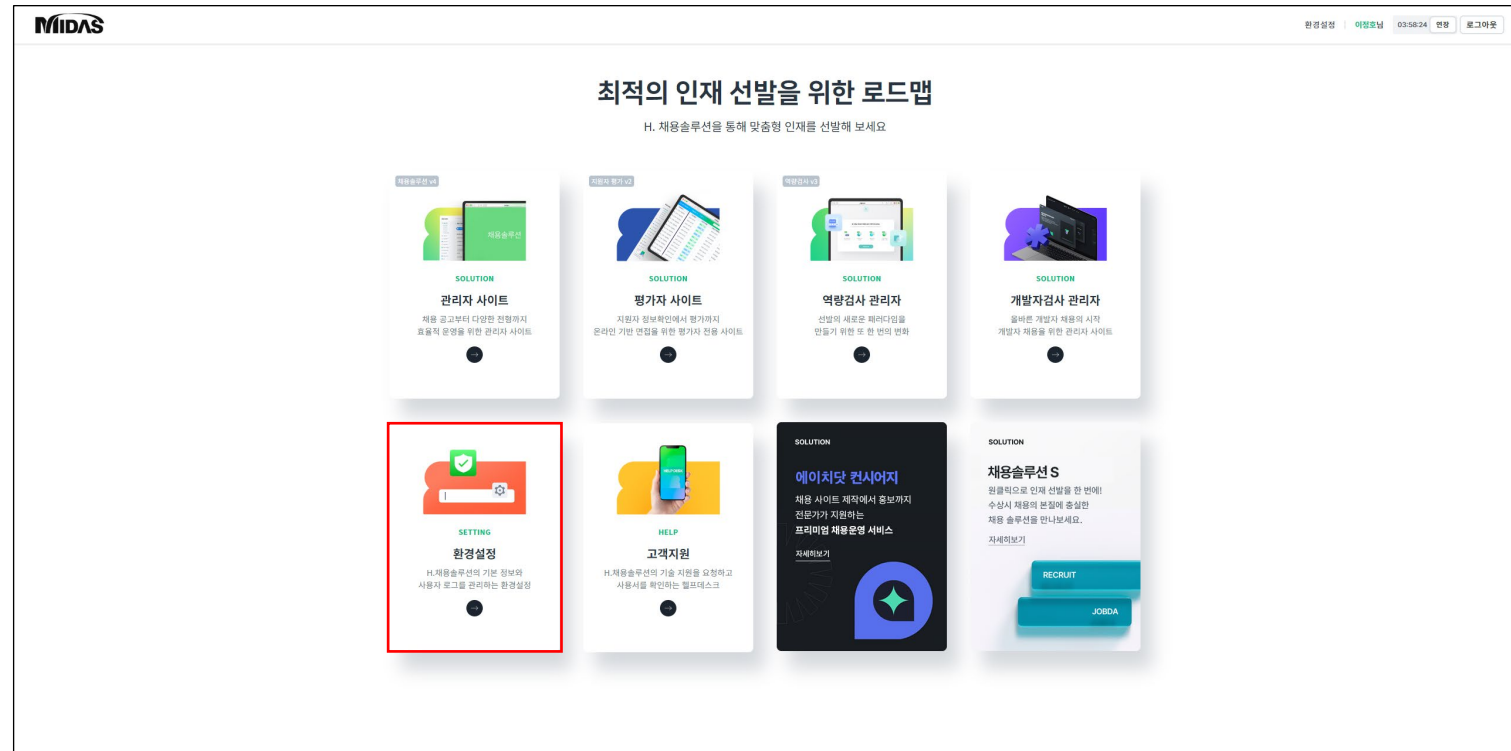 MIDAS
환경설정 이정호님 03:58:24 연장 로그아웃
최적의 인재 선발을 위한 로드맵
H. 채용솔루션을 통해 맞춤형 인재를 선발해 보세요
채용솔루션 v4
채용솔루션
SOLUTION
관리자 사이트
채용 공고부터 다양한 전형까지
효율적 운영을 위한 관리자 사이트
지원자 평가 v2
SOLUTION
평가자 사이트
지원자 정보확인에서 평가까지
온라인 기반 면접을 위한 평가자 전용 사이트
역량검사 v3
SOLUTION
역량검사 관리자
선발의 새로운 패러다임을
만들기 위한 또 한 번의 변화
SOLUTION
개발자검사 관리자
올바른 개발자 채용의 시작
개발자 채용을 위한 관리자 사이트
SETTING
환경설정
H.채용솔루션의 기본 정보와
사용자 로그를 관리하는 환경설정
HELP
고객지원
H.채용솔루션의 기술 지원을 요청하고
사용서를 확인하는 헬프데스크
SOLUTION
에이치닷 컨시어지
채용 사이트 제작에서 홍보까지
전문가가 지원하는
프리미엄 채용운영 서비스
자세히보기
SOLUTION
채용솔루션 S
원클릭으로 인재 선발을 한 번에!
수상시 채용의 본질에 충실한
채용 솔루션을 만나보세요.
자세히보기
RECRUIT
JOBDA